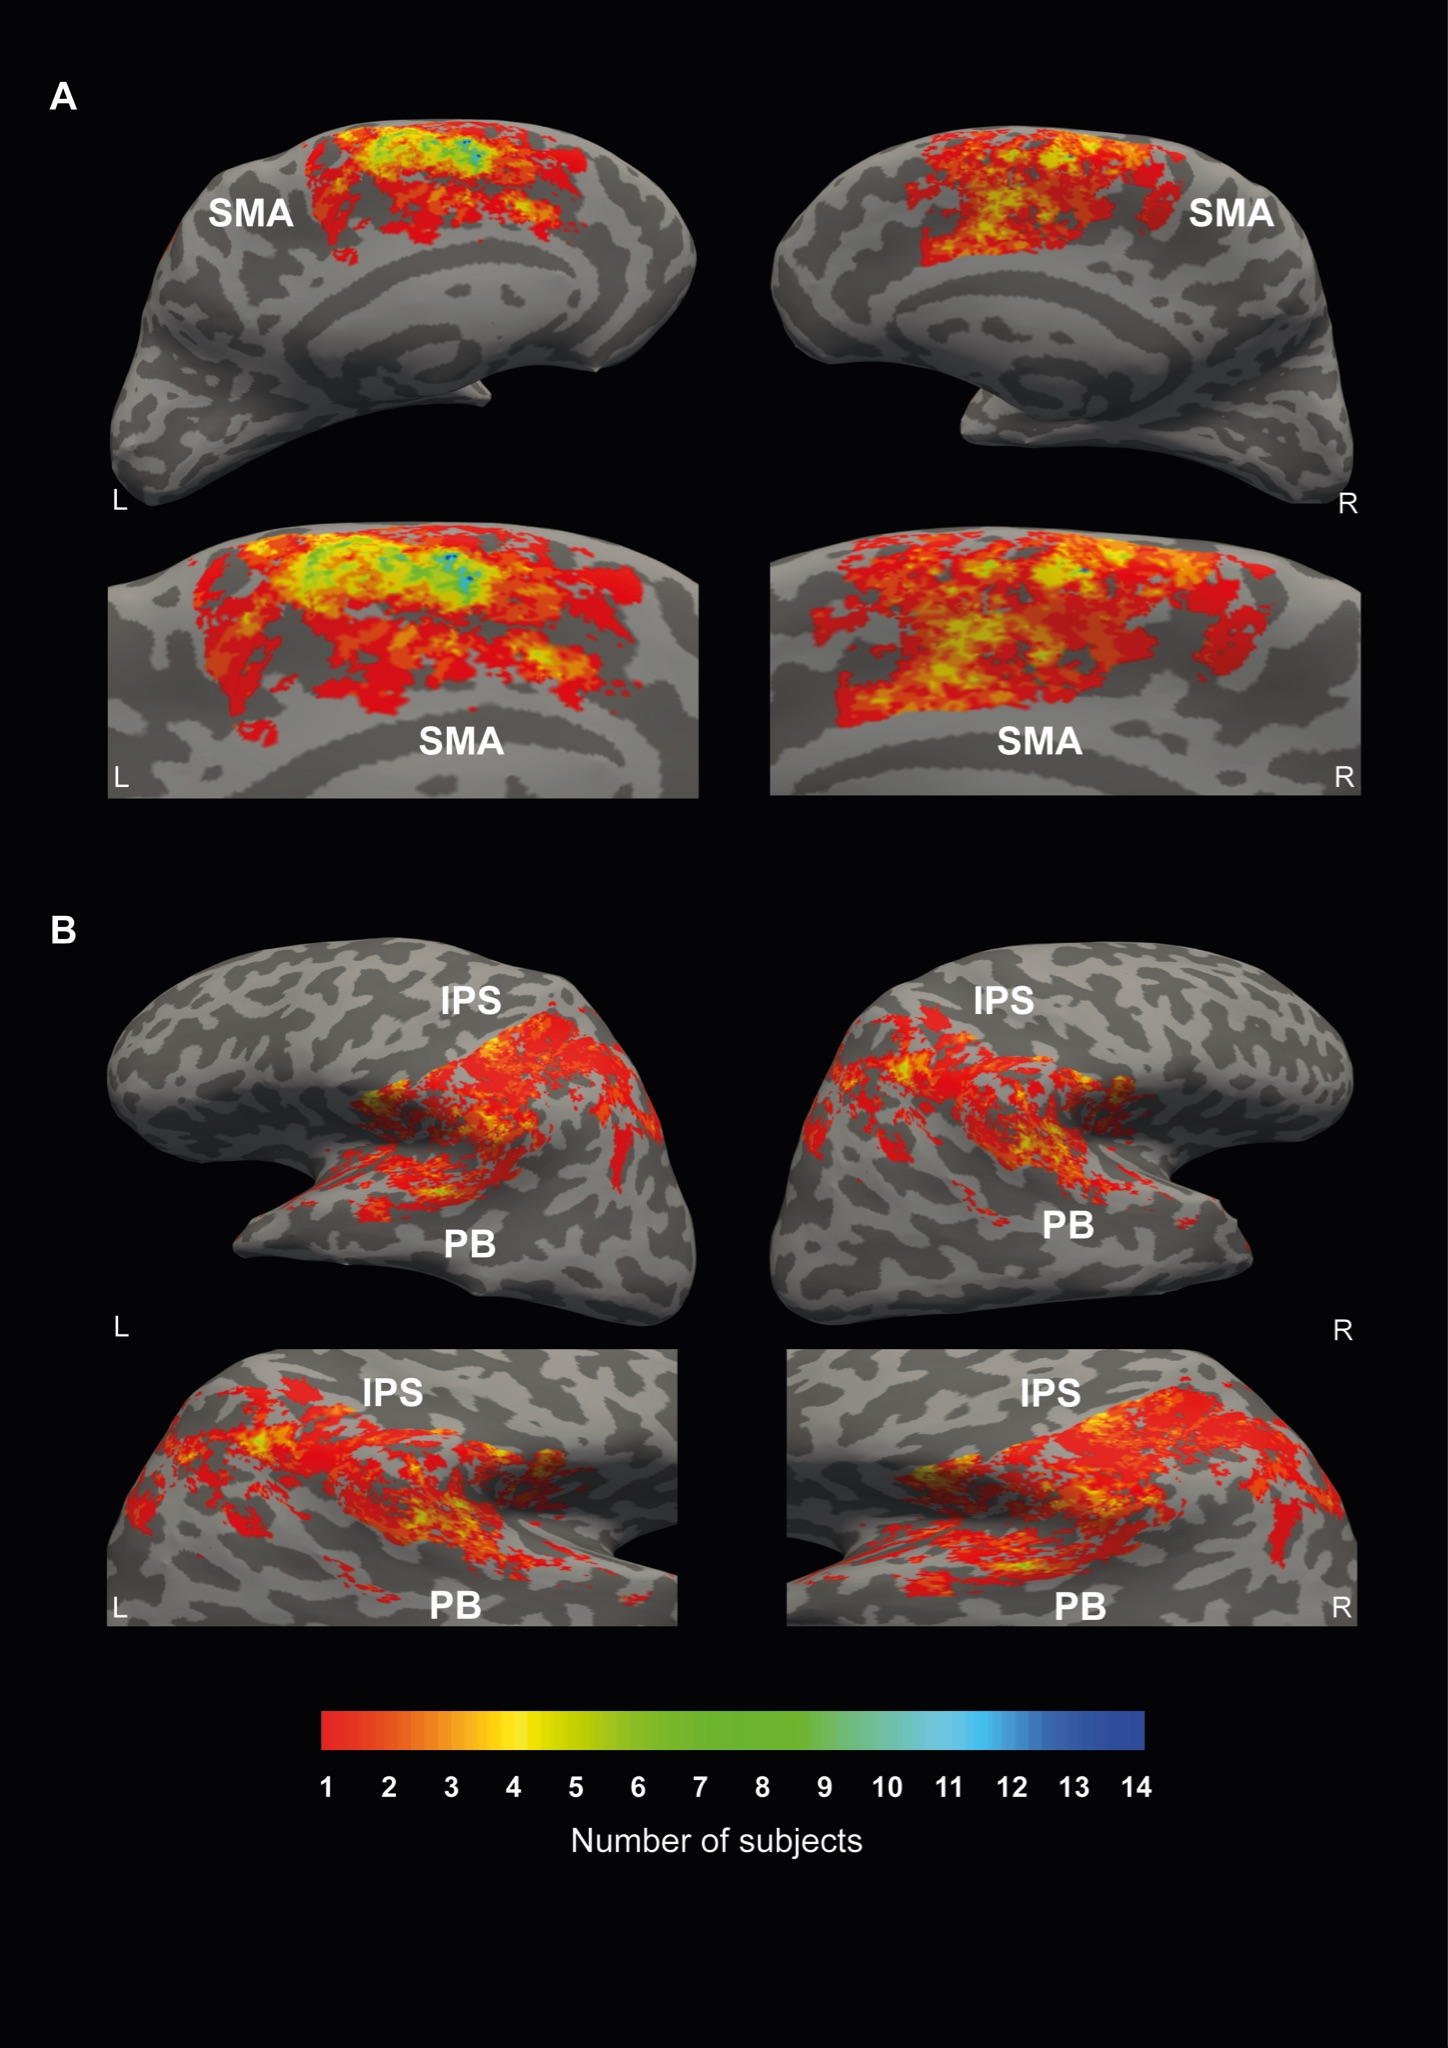 A
SMA
SMA
L
R
SMA
SMA
L
R
B
IPS
IPS
PB
PB
L
R
IPS
IPS
PB
PB
L
R
1 2 3 4 5 6 7 8 9 10 11 12 13 14
Number of subjects